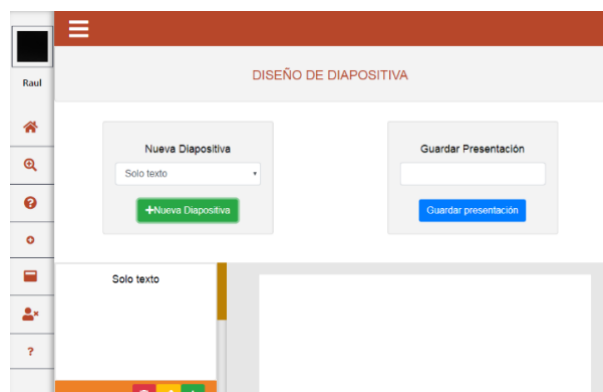 Raul
DISEÑO DE DIAPOSITIVA
Nueva Diapositiva
Solo texto
+Nueva Diapositiva
Guardar Presentación
Guardar presentación
Solo texto
?